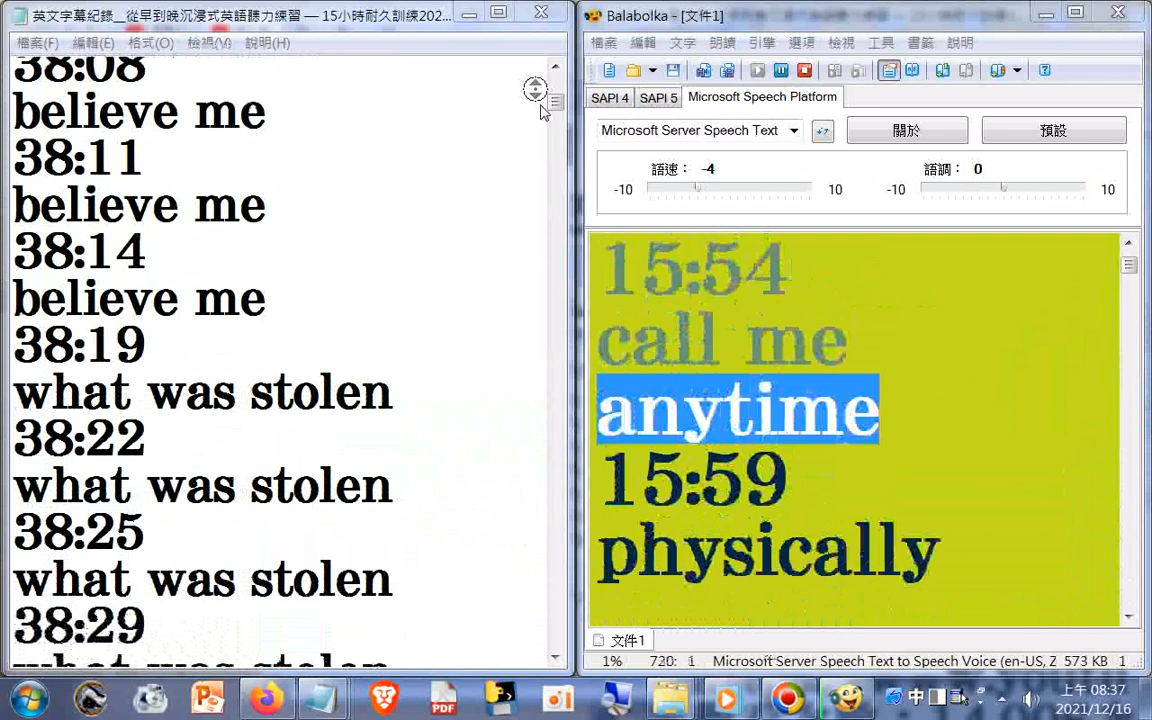 英文字幕紀錄__從早到晚沉浸式英語聽力練習 — 15小時耐久訓練202...
檔案(F) 編輯(E) 格式(O) 檢視(V) 說明(H)
38:08
believe me
38:11
believe me
38:14
believe me
38:19
what was stolen
38:22
what was stolen
38:25
what was stolen
38:29
what was stolen
Balabolka - [文件1]
檔案 編輯 文字 朗讀 引擎 選項 檢視 工具 書籤 說明
SAPI 4 SAPI 5 Microsoft Speech Platform
Microsoft Server Speech Text 關於 預設
語速： -4 語調： 0
-10 10 -10 10
15:54
call me
anytime
15:59
physically
文件1
1% 720: 1 Microsoft Server Speech Text to Speech Voice (en-US, Z 573 KB 1
PDF
中
上午 08:37
2021/12/16